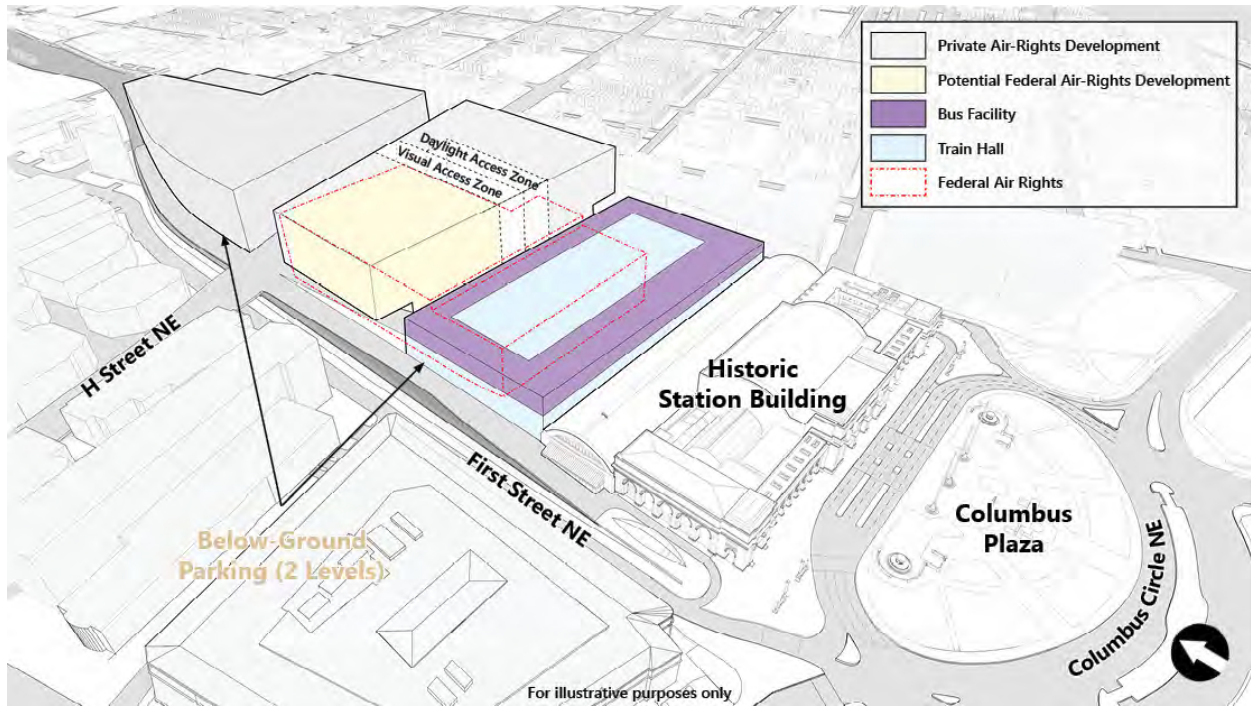 Private Air-Rights Development
Potential Federal Air-Rights Development
Bus Facility
Train Hall
Federal Air Rights
Daylight Access Zone
Visual Access Zone
H Street NE
Historic
Station Building
First Street NE
Columbus
Plaza
Below-Ground
Parking (2 Levels)
Columbus Circle NE
For illustrative purposes only